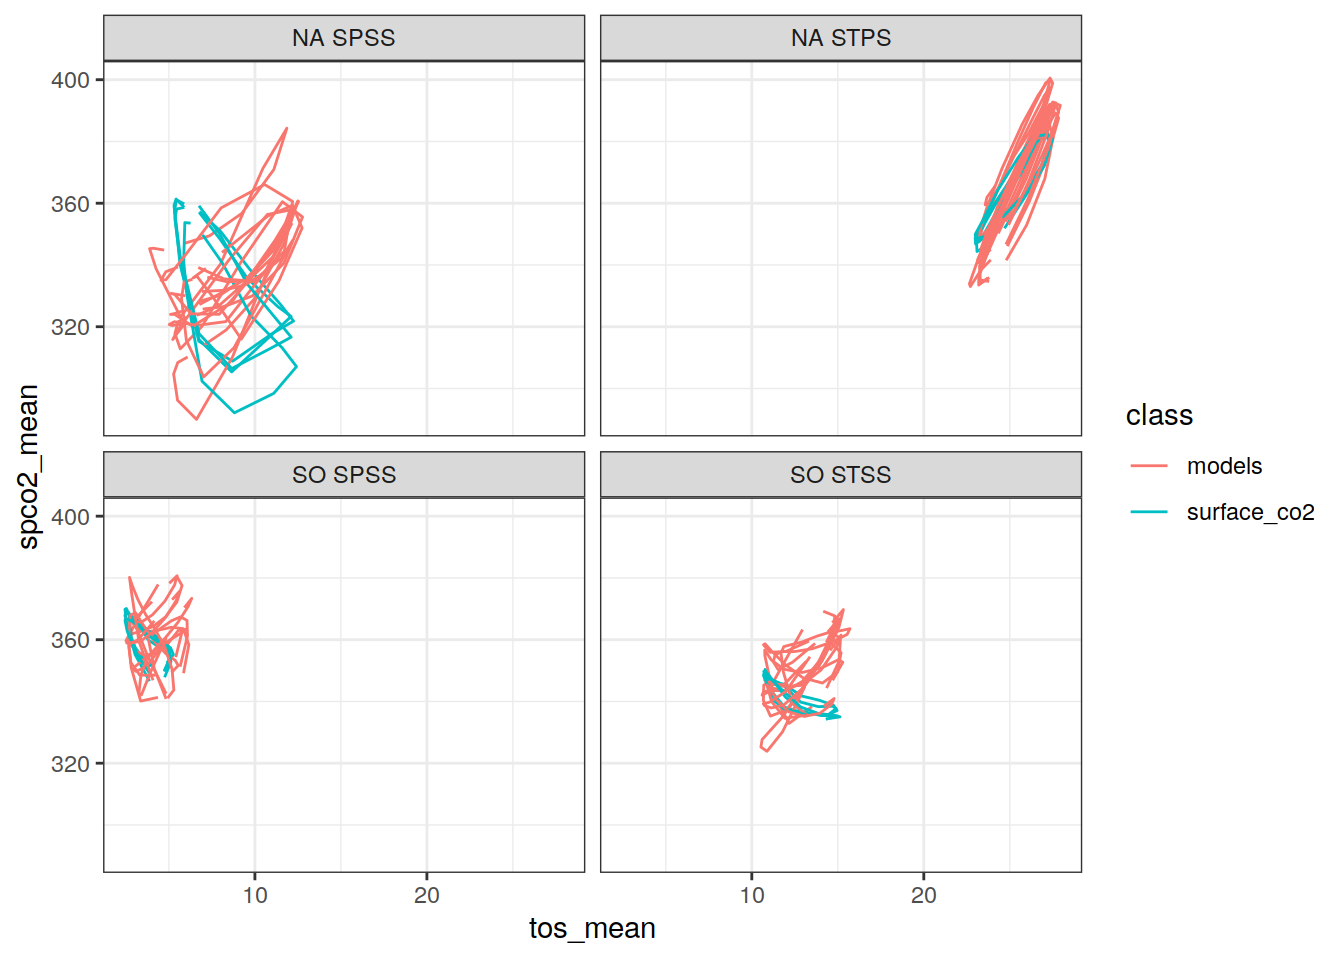 NA SPSS
NA STPS
400
360
320
SO SPSS
SO STSS
400
360
320
10
20
10
20
tos_mean
spco2_mean
class
models
surface_co2